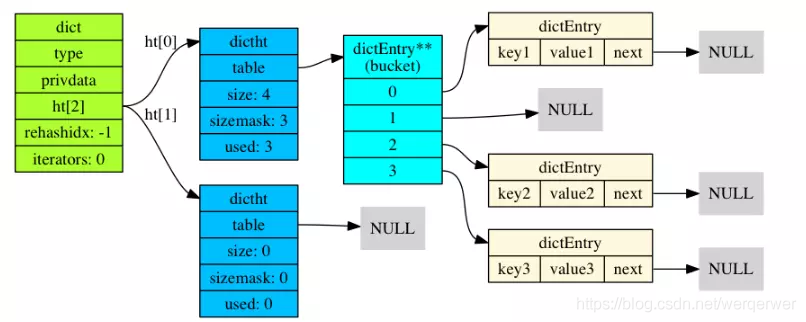 dict
type
privdata
ht[2]
rehashidx: -1
iterators: 0
ht[0]
ht[1]
dictht
table
size: 4
sizemask: 3
used: 3
dictht
table
size: 0
sizemask: 0
used: 0
NULL
dictEntry**
(bucket)
0
1
2
3
dictEntry
key1 value1 next
NULL
NULL
dictEntry
key2 value2 next
NULL
dictEntry
key3 value3 next
NULL
https://blog.csdn.net/werqerwer